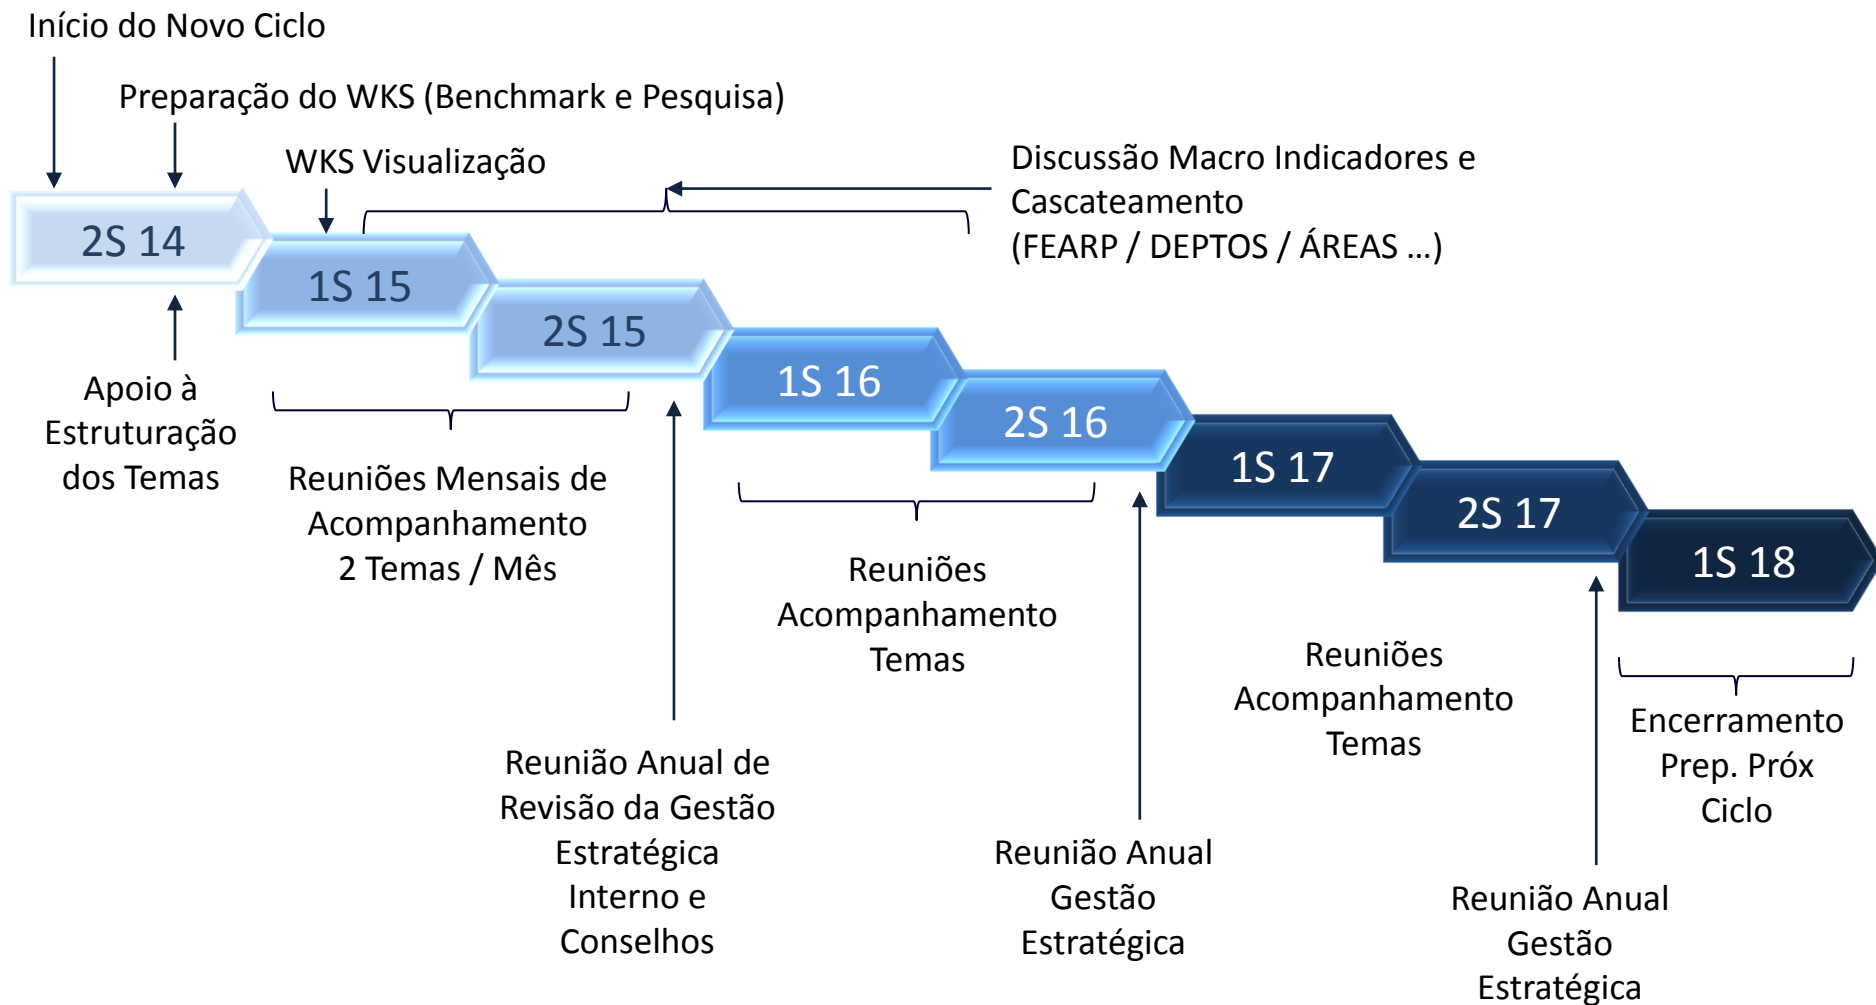 Início do Novo Ciclo
Preparação do WKS (Benchmark e Pesquisa)
WKS Visualização
Discussão Macro Indicadores e
Cascateamento
(FEARP / DEPTOS / ÁREAS ...)
2S 14
1S 15
2S 15
1S 16
2S 16
1S 17
2S 17
1S 18
Apoio à
Estruturação
dos Temas
Reuniões Mensais de
Acompanhamento
2 Temas / Mês
Reunião Anual de
Revisão da Gestão
Estratégica
Interno e
Conselhos
Reuniões
Acompanhamento
Temas
Reunião Anual
Gestão
Estratégica
Reuniões
Acompanhamento
Temas
Reunião Anual
Gestão
Estratégica
Encerramento
Prep. Próx
Ciclo